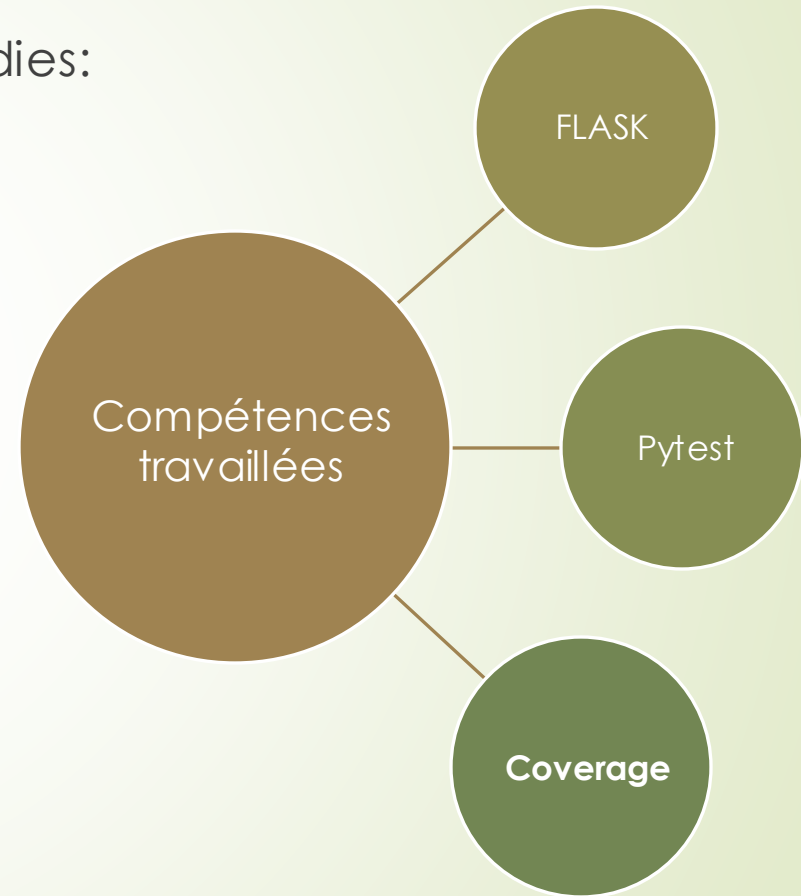 dies:
FLASK
Compétences
travaillées
Pytest
Coverage